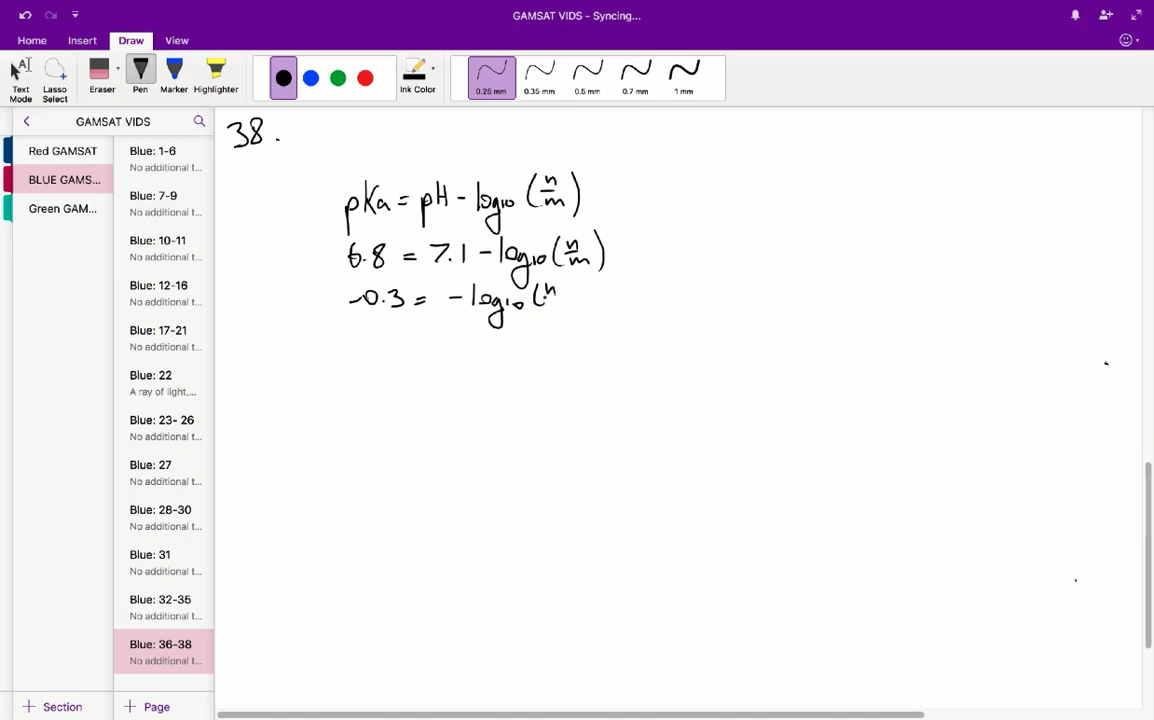 GAMSAT VIDS - Syncing...
Home Insert Draw View
Text Mode
Lasso Select
Eraser
Pen
Marker
Highlighter
Ink Color
0.25 mm
0.35 mm
0.5 mm
0.7 mm
1 mm
GAMSAT VIDS
Red GAMSAT
BLUE GAMS...
Green GAM...
Blue: 1-6
No additional t...
Blue: 7-9
No additional t...
Blue: 10-11
No additional t...
Blue: 12-16
No additional t...
Blue: 17-21
No additional t...
Blue: 22
A ray of light,...
Blue: 23- 26
No additional t...
Blue: 27
No additional t...
Blue: 28-30
No additional t...
Blue: 31
No additional t...
Blue: 32-35
No additional t...
Blue: 36-38
No additional t...
+ Section
+ Page
38.
pKa = pH - log10 (n/m)
6.8 = 7.1 - log10 (n/m)
-0.3 = - log10 (n